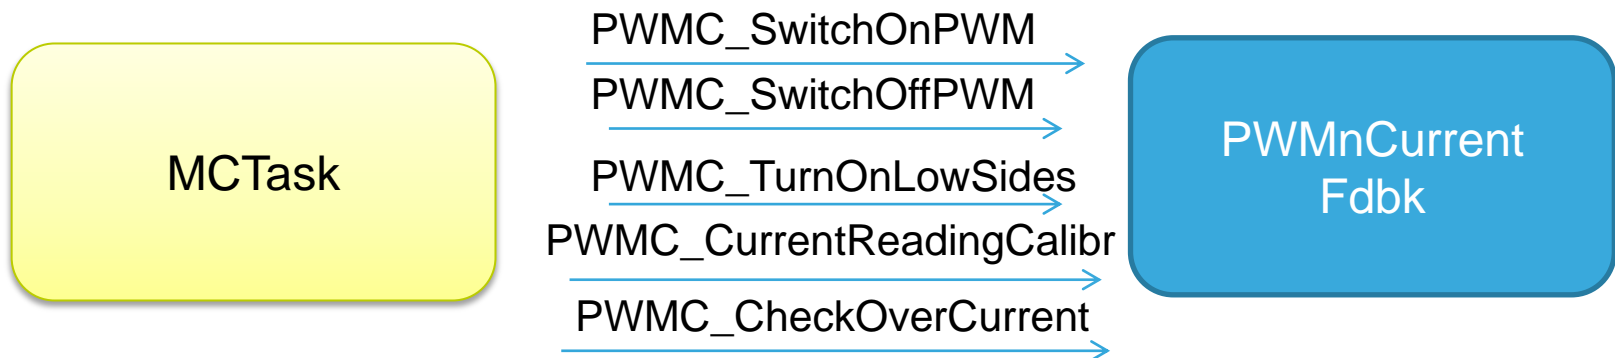 MCTask
PWMC_SwitchOnPWM
PWMC_SwitchOffPWM
PWMC_TurnOnLowSides
PWMC_CurrentReadingCalibr
PWMC_CheckOverCurrent
PWMnCurrent
Fdbk